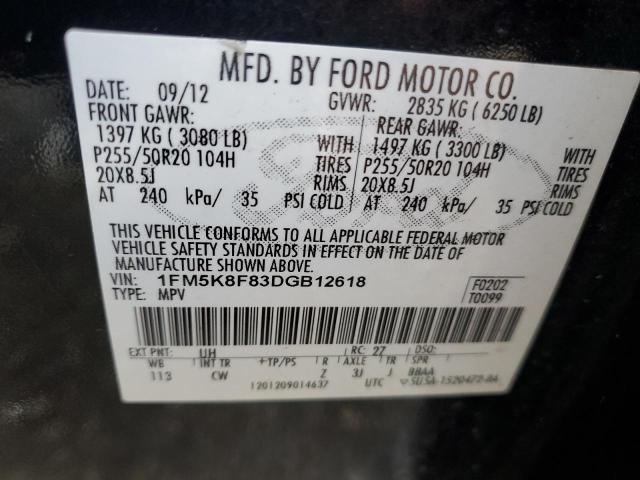 MFD. BY FORD MOTOR CO.
DATE: 09/12 GVWR: 2835 KG ( 6250 LB)
FRONT GAWR: REAR GAWR:
1397 KG ( 3080 LB) WITH 1497 KG ( 3300 LB) WITH
P255/50R20 104H TIRES P255/50R20 104H TIRES
20X8.5J RIMS 20X8.5J RIMS
AT 240 kPa/ 35 PSI COLD AT 240 kPa/ 35 PSI COLD
THIS VEHICLE CONFORMS TO ALL APPLICABLE FEDERAL MOTOR
VEHICLE SAFETY STANDARDS IN EFFECT ON THE DATE OF
MANUFACTURE SHOWN ABOVE.
VIN: 1FM5K8F83DGB12618 F0202
TYPE: MPV T0099
EXT PNT: UH RC: 27 DSO:
WB INT TR +TP/PS R AXLE TR SPR
113 CW Z 3J J BBAA
1201209014637 UTC
Ford